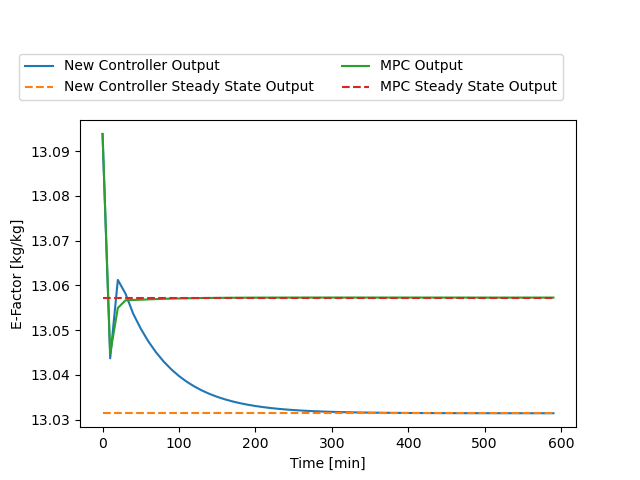 New Controller Output
New Controller Steady State Output
MPC Output
MPC Steady State Output
13.09
13.08
13.07
13.06
13.05
13.04
13.03
E-Factor [kg/kg]
0 100 200 300 400 500 600
Time [min]